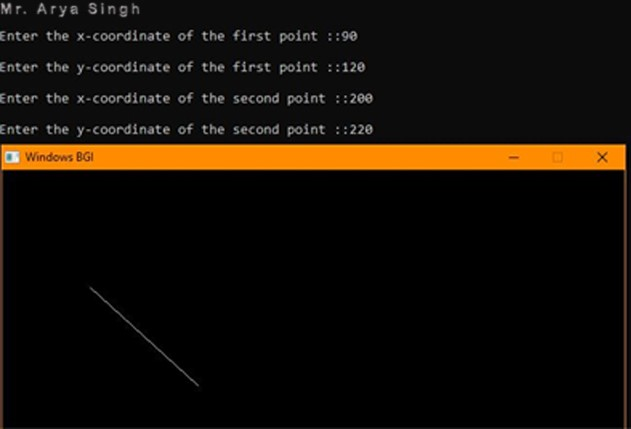 Mr. Arya Singh
Enter the x-coordinate of the first point ::90
Enter the y-coordinate of the first point ::120
Enter the x-coordinate of the second point ::200
Enter the y-coordinate of the second point ::220
Windows BGI